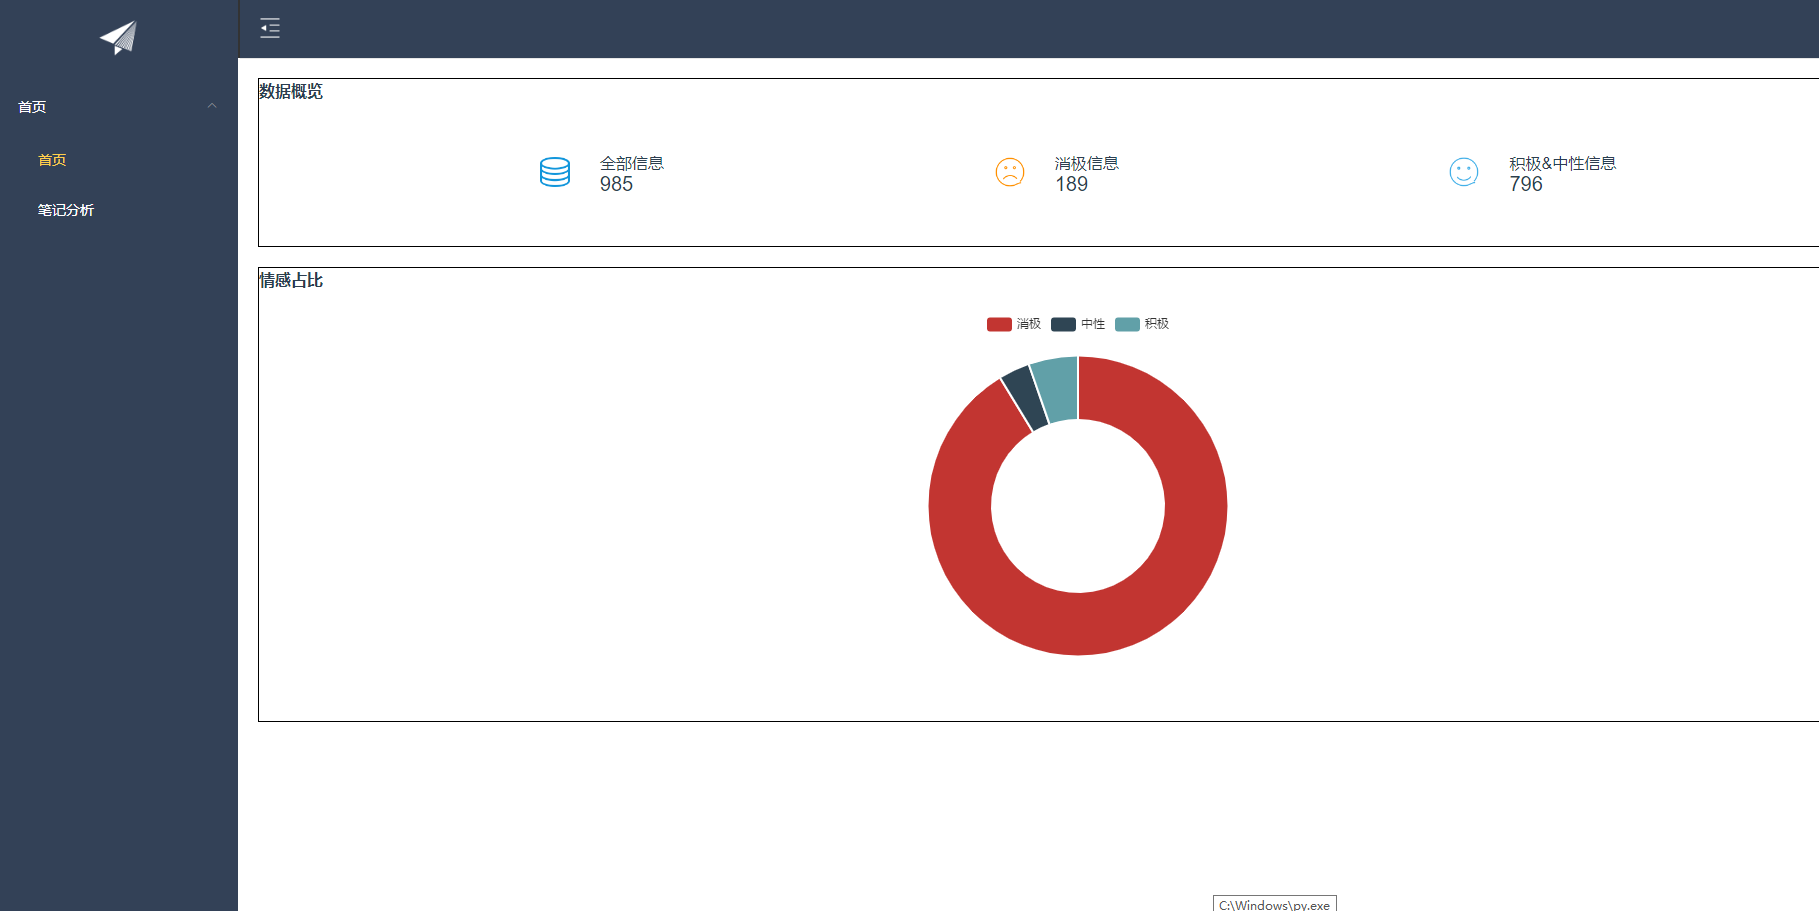 首页
首页
笔记分析
数据概览
全部信息
985
消极信息
189
积极&中性信息
796
情感占比
消极 中性 积极
C:\Windows\py.exe